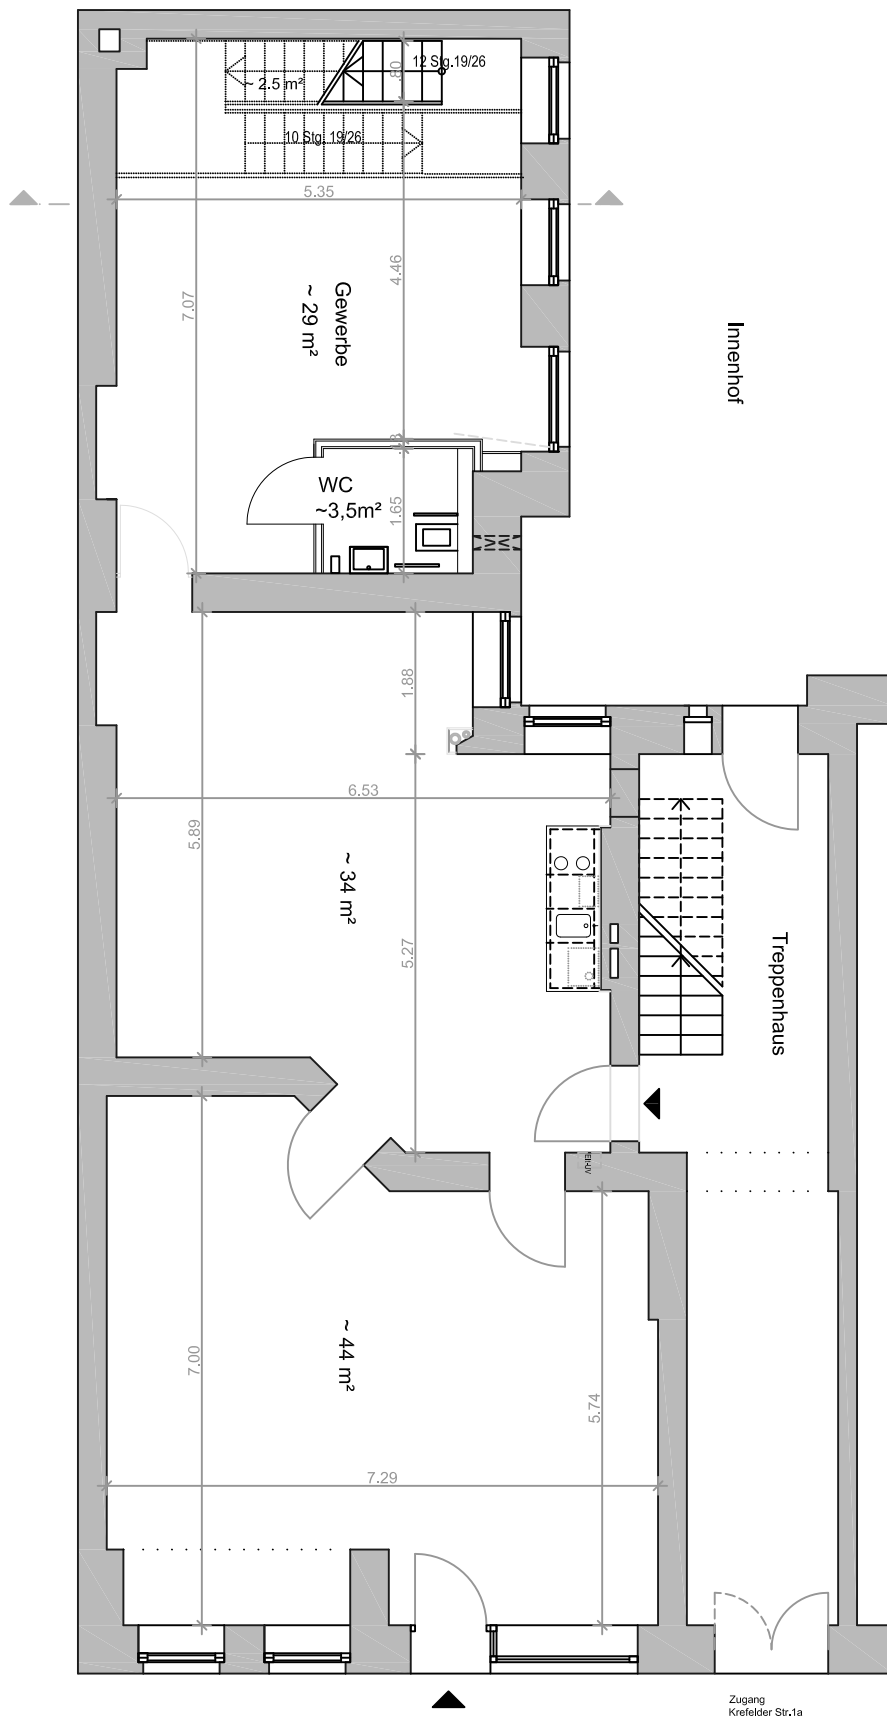 12 Stg.19/26
.80
~ 2.5 m²
10 Stg. 19/26
5.35
4.46
7.07
Gewerbe
~ 29 m²
Innenhof
WC
~3,5m²
1.65
1.88
6.53
5.89
~ 34 m²
5.27
Treppenhaus
~ 44 m²
7.00
5.74
7.29
Zugang
Krefelder Str.1a